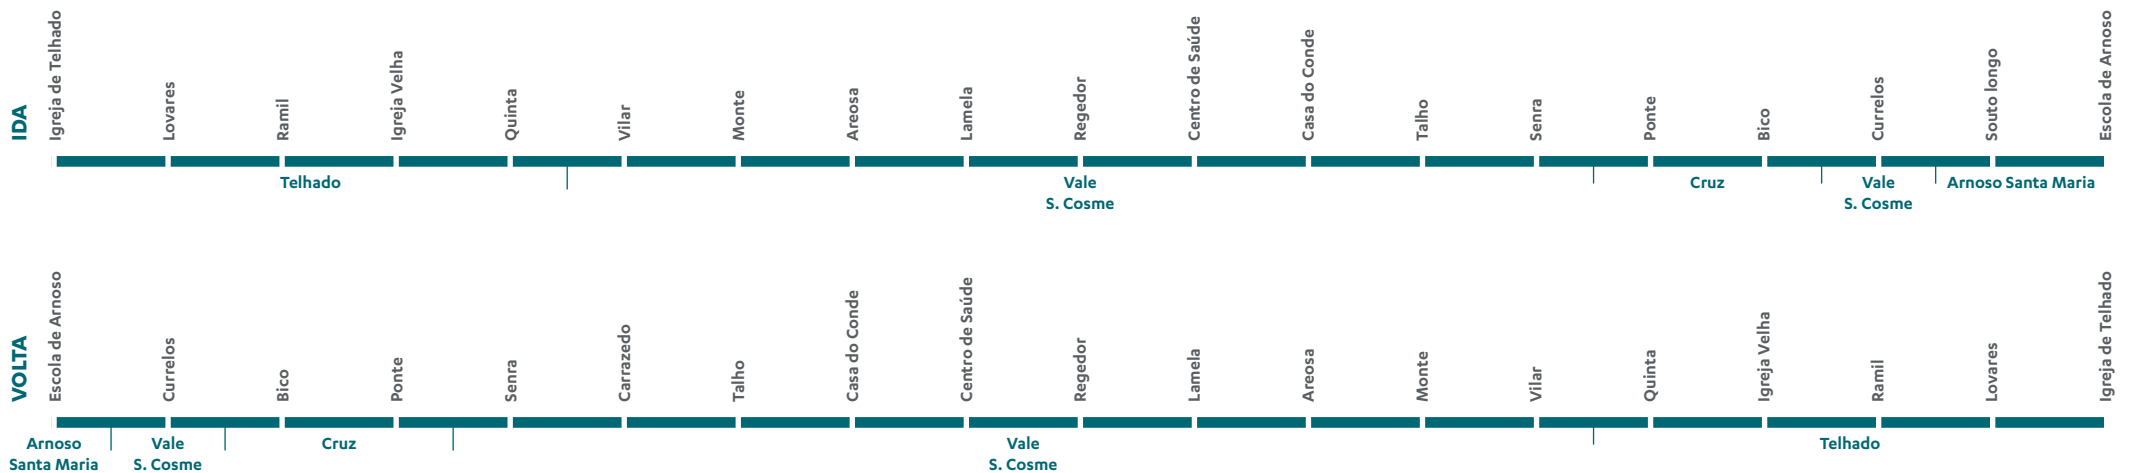 IDA
Igreja de Telhado
Lovares
Ramil
Igreja Velha
Quinta
Vilar
Monte
Areosa
Lamela
Regedor
Centro de Saúde
Casa do Conde
Talho
Senra
Ponte
Bico
Currelos
Souto longo
Escola de Arnoso
Telhado
Vale
S. Cosme
Cruz
Vale
S. Cosme
Arnoso Santa Maria
VOLTA
Escola de Arnoso
Currelos
Bico
Ponte
Senra
Carrazedo
Talho
Casa do Conde
Centro de Saúde
Regedor
Lamela
Areosa
Monte
Vilar
Quinta
Igreja Velha
Ramil
Lovares
Igreja de Telhado
Arnoso
Santa Maria
Vale
S. Cosme
Cruz
Vale
S. Cosme
Telhado